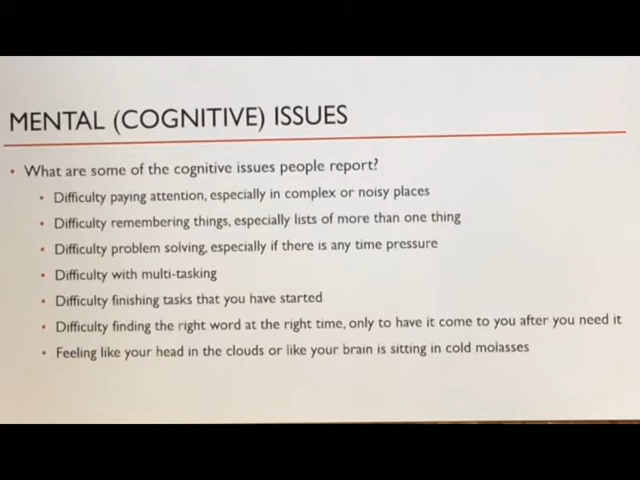 MENTAL (COGNITIVE) ISSUES
• What are some of the cognitive issues people report?
• Difficulty paying attention, especially in complex or noisy places
• Difficulty remembering things, especially lists of more than one thing
• Difficulty problem solving, especially if there is any time pressure
• Difficulty with multi-tasking
• Difficulty finishing tasks that you have started
• Difficulty finding the right word at the right time, only to have it come to you after you need it
• Feeling like your head in the clouds or like your brain is sitting in cold molasses